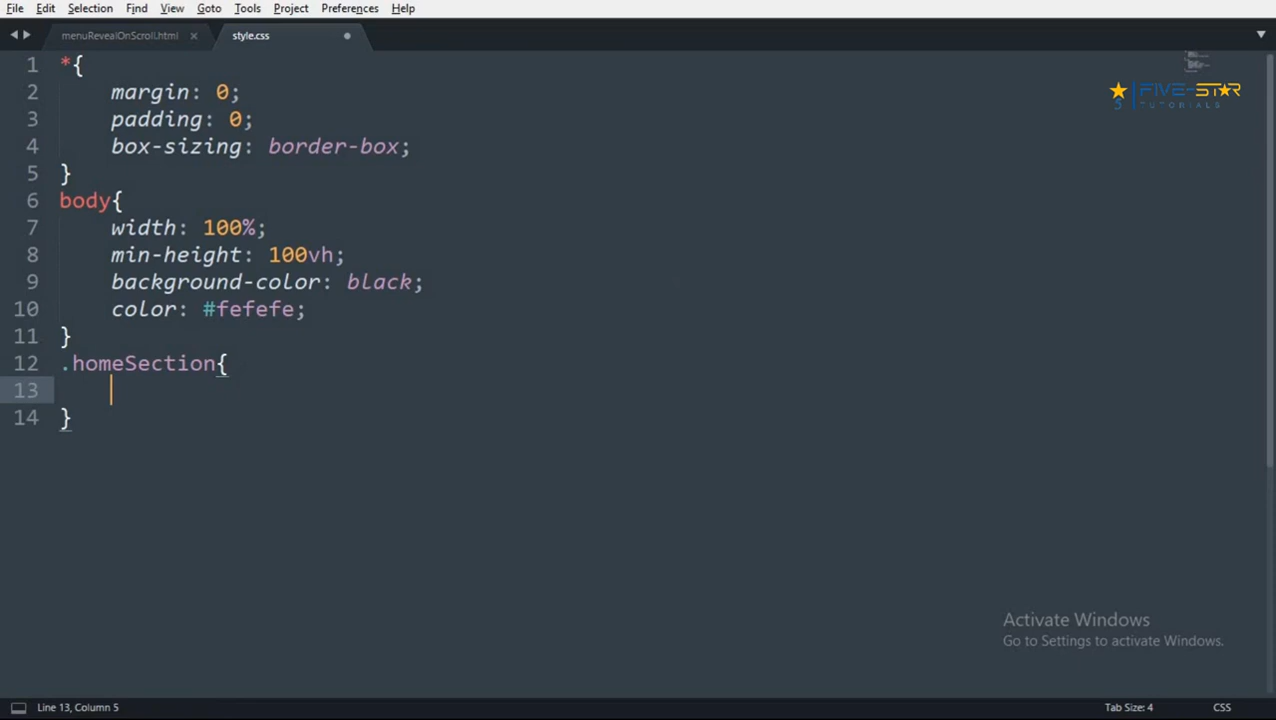 File Edit Selection Find View Goto Tools Project Preferences Help
menuRevealOnScroll.html × style.css
1 *{
2 margin: 0;
3 padding: 0;
4 box-sizing: border-box;
5 }
6 body{
7 width: 100%;
8 min-height: 100vh;
9 background-color: black;
10 color: #fefefe;
11 }
12 .homeSection{
13
14 }
5 FIVE-STAR
TUTORIALS
Activate Windows
Go to Settings to activate Windows.
Line 13, Column 5 Tab Size: 4 CSS